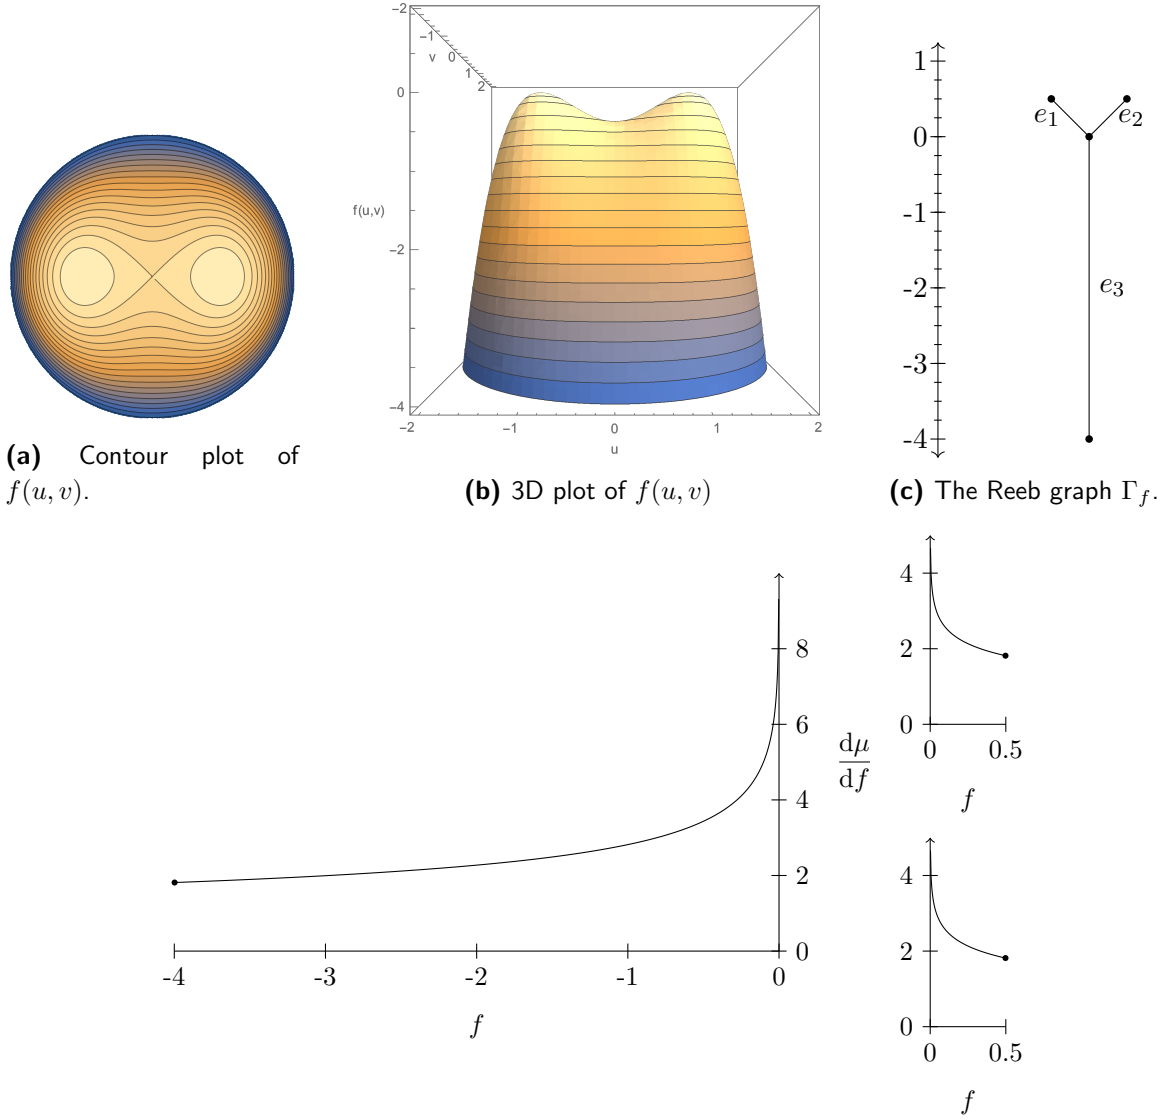 -2
-1
v
0
1
2
0
f(u,v)
-2
-4
-2
-1
0
1
2
u
1
0
-1
-2
-3
-4
e1
e2
e3
(a) Contour plot of
f(u, v).
(b) 3D plot of f(u, v)
(c) The Reeb graph Γf.
8
6
4
2
0
-4
-3
-2
-1
0
f
dμ
df
4
2
0
0
0.5
f
4
2
0
0
0.5
f